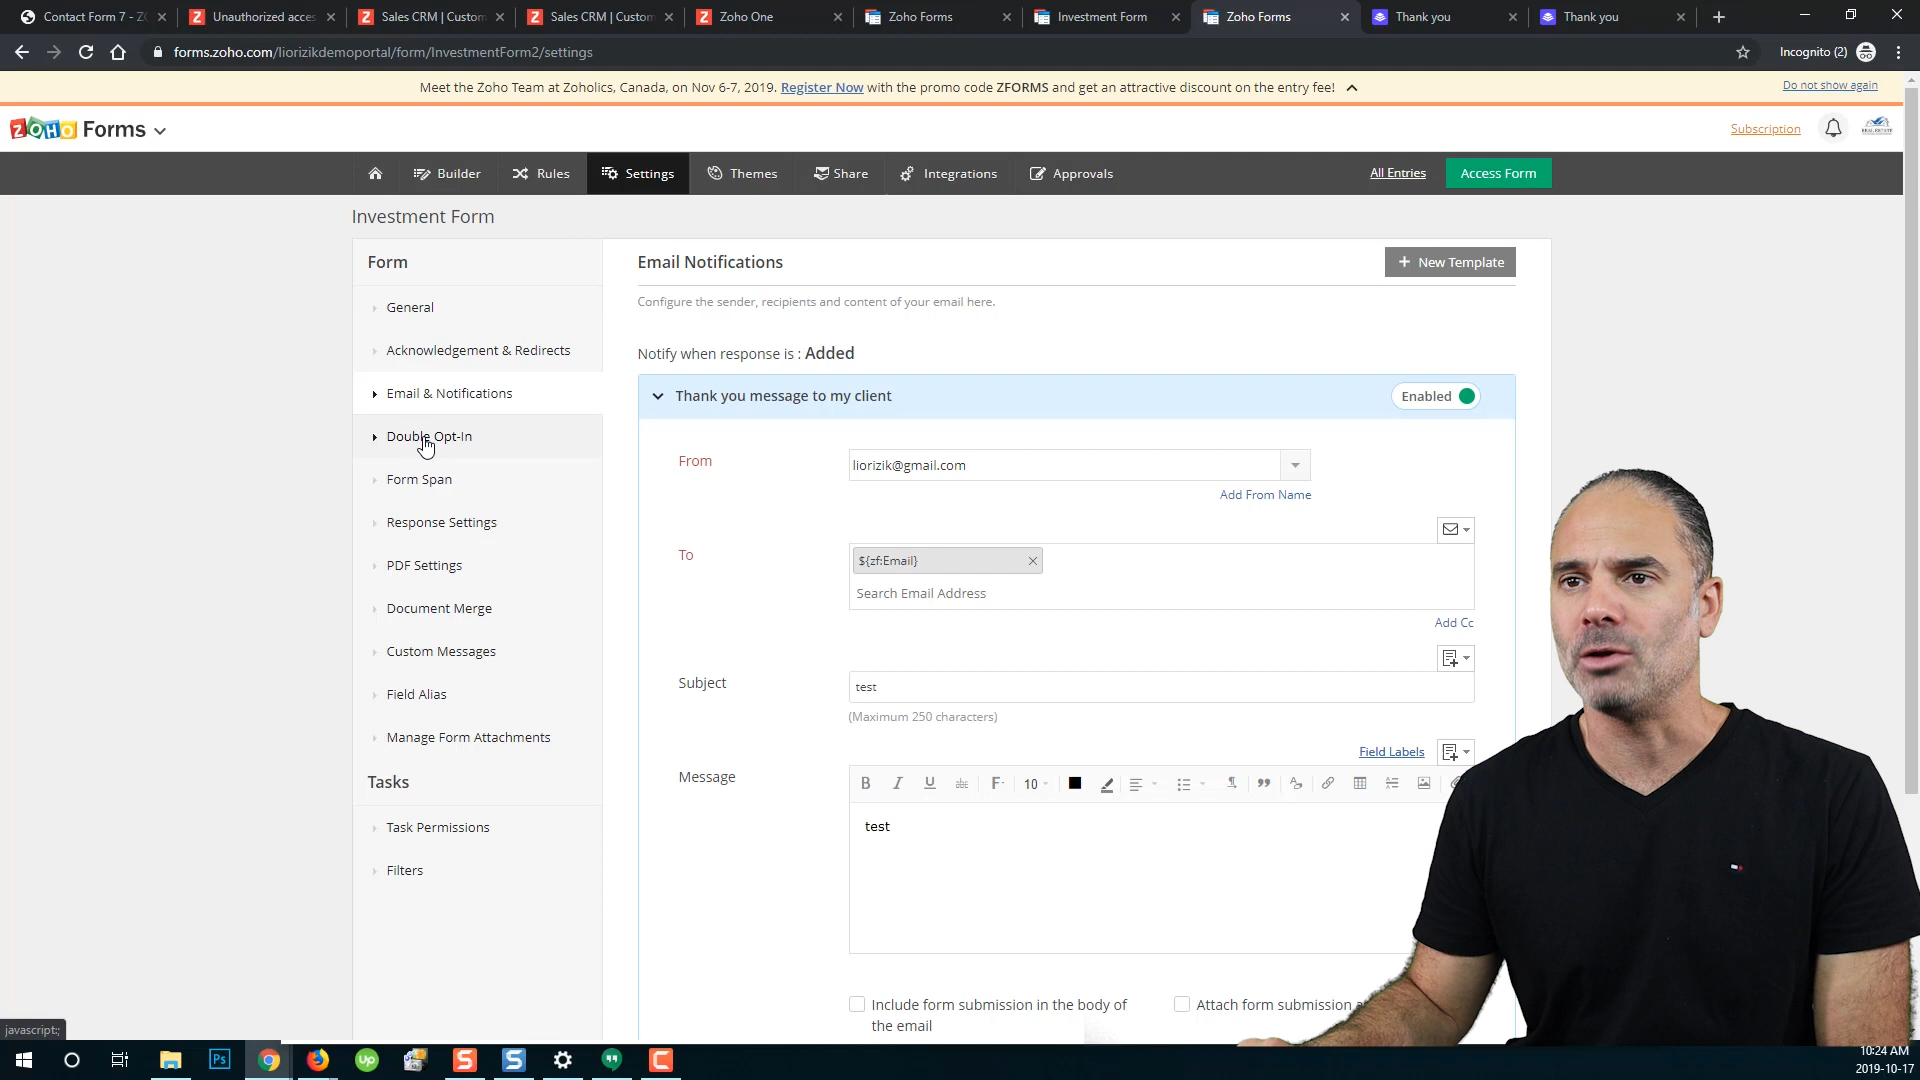 Contact Form 7 - Z
Unauthorized acces
Sales CRM | Custom
Sales CRM | Custom
Zoho One
Zoho Forms
Investment Form
Zoho Forms
Thank you
Thank you
forms.zoho.com/liorizikdemoportal/form/InvestmentForm2/settings
Incognito (2)
Meet the Zoho Team at Zoholics, Canada, on Nov 6-7, 2019. Register Now with the promo code ZFORMS and get an attractive discount on the entry fee!
Do not show again
ZOHO Forms
Subscription
REAL ESTATE
Builder
Rules
Settings
Themes
Share
Integrations
Approvals
All Entries
Access Form
Investment Form
Form
General
Acknowledgement & Redirects
Email & Notifications
Double Opt-In
Form Span
Response Settings
PDF Settings
Document Merge
Custom Messages
Field Alias
Manage Form Attachments
Tasks
Task Permissions
Filters
Email Notifications
+ New Template
Configure the sender, recipients and content of your email here.
Notify when response is : Added
Thank you message to my client
Enabled
From
liorizik@gmail.com
Add From Name
To
${zf:Email}
Search Email Address
Add Cc
Subject
test
(Maximum 250 characters)
Field Labels
Message
B I U abc F 10
test
Include form submission in the body of
the email
Attach form submission
javascript:;
Ps
up
S
S
C
10:24 AM
2019-10-17